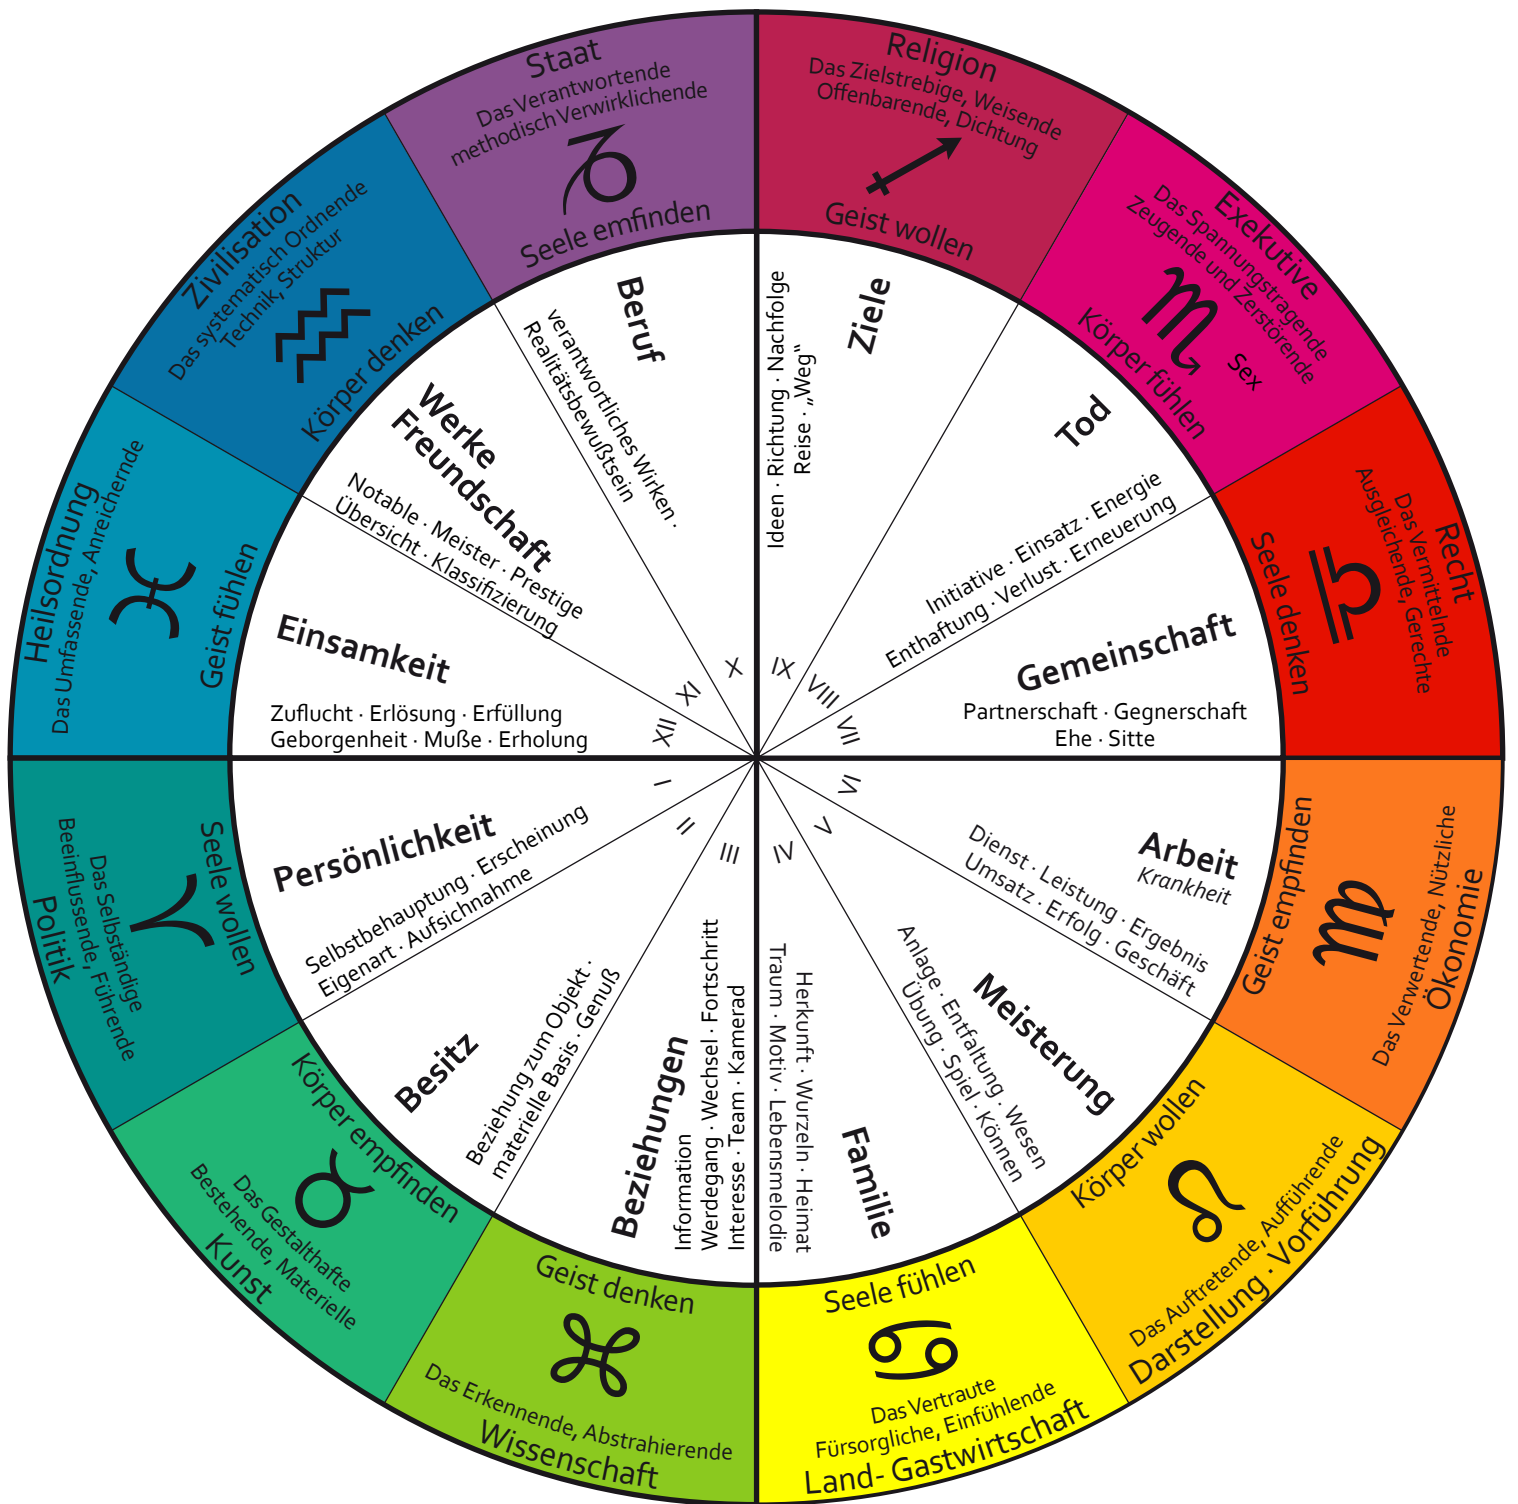 Staat
Das Verantwortende
methodisch Verwirklichende
Seele emfinden
Beruf
verantwortliches Wirken ·
Realitätsbewußtsein
X
Religion
Das Zielstrebige, Weisende
Offenbarende, Dichtung
Geist wollen
Ziele
Ideen · Richtung · Nachfolge
Reise · „Weg“
IX
Exekutive
Das Spannungstragende
Zeugende und Zerstörende
Sex
Körper fühlen
Tod
Initiative · Einsatz · Energie
Enthaftung · Verlust · Erneuerung
VIII
Recht
Das Vermittelnde
Ausgleichende, Gerechte
Seele denken
Gemeinschaft
Partnerschaft · Gegnerschaft
Ehe · Sitte
VII
Geist empfinden
Das Verwertende, Nützliche
Ökonomie
Arbeit
Krankheit
Dienst · Leistung · Ergebnis
Umsatz · Erfolg · Geschäft
VI
Körper wollen
Das Auftretende, Aufführende
Darstellung · Vorführung
Meisterung
Anlage · Entfaltung · Wesen
Übung · Spiel · Können
V
Seele fühlen
Das Vertraute
Fürsorgliche, Einfühlende
Land- Gastwirtschaft
Familie
Herkunft · Wurzeln · Heimat
Traum · Motiv · Lebensmelodie
IV
Geist denken
Das Erkennende, Abstrahierende
Wissenschaft
Beziehungen
Information
Werdegang · Wechsel · Fortschritt
Interesse · Team · Kamerad
III
Körper empfinden
Das Gestalthafte
Bestehende, Materielle
Kunst
Besitz
Beziehung zum Objekt ·
materielle Basis · Genuß
II
Seele wollen
Das Selbständige
Beeinflussende, Führende
Politik
Persönlichkeit
Selbstbehauptung · Erscheinung
Eigenart · Aufsichnahme
I
Heilsordnung
Das Umfassende, Anreichernde
Geist fühlen
Einsamkeit
Zuflucht · Erlösung · Erfüllung
Geborgenheit · Muße · Erholung
XII
Zivilisation
Das systematisch Ordnende
Technik, Struktur
Körper denken
Werke
Freundschaft
Notable · Meister · Prestige
Übersicht · Klassifizierung
XI